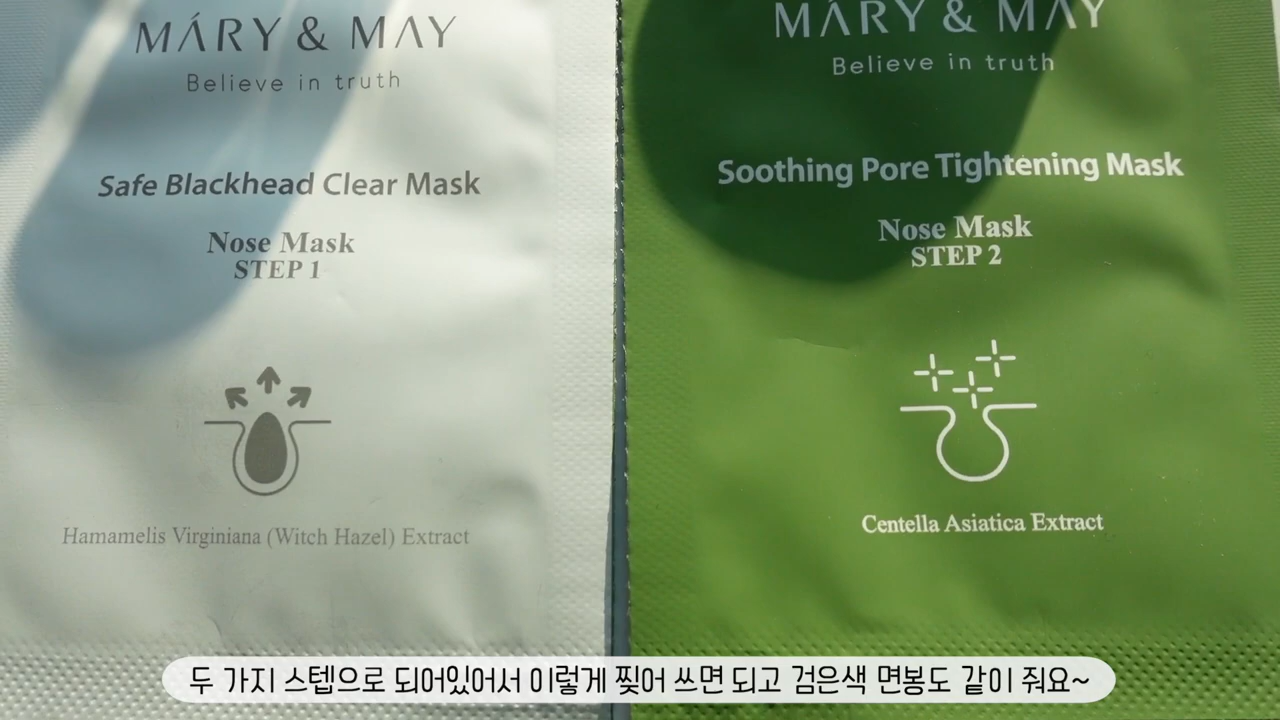 MÁRY & MAY
Believe in truth
Safe Blackhead Clear Mask
Nose Mask
STEP 1
Hamamelis Virginiana (Witch Hazel) Extract
MÁRY & MAY
Believe in truth
Soothing Pore Tightening Mask
Nose Mask
STEP 2
Centella Asiatica Extract
두 가지 스텝으로 되어있어서 이렇게 찢어 쓰면 되고 검은색 면봉도 같이 줘요~